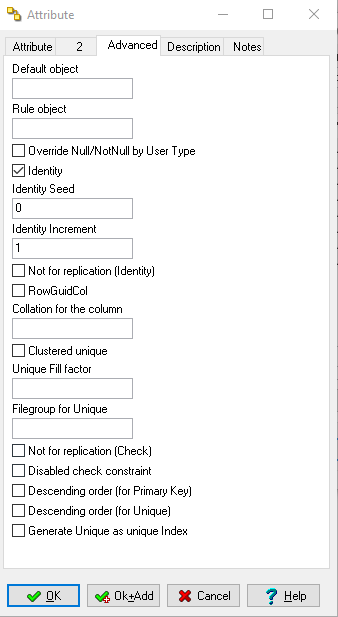 Attribute
Attribute 2 Advanced Description Notes
Default object
Rule object
Override Null/NotNull by User Type
Identity
Identity Seed
0
Identity Increment
1
Not for replication (Identity)
RowGuidCol
Collation for the column
Clustered unique
Unique Fill factor
Filegroup for Unique
Not for replication (Check)
Disabled check constraint
Descending order (for Primary Key)
Descending order (for Unique)
Generate Unique as unique Index
OK Ok+Add Cancel ? Help